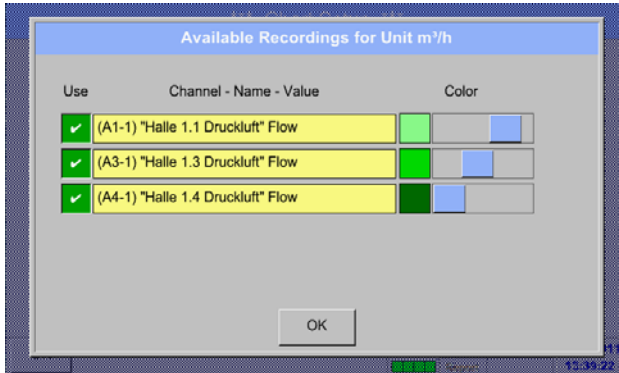 Available Recordings for Unit m³/h
Use Channel - Name - Value Color
(A1-1) "Halle 1.1 Druckluft" Flow
(A3-1) "Halle 1.3 Druckluft" Flow
(A4-1) "Halle 1.4 Druckluft" Flow
OK
13:39:22